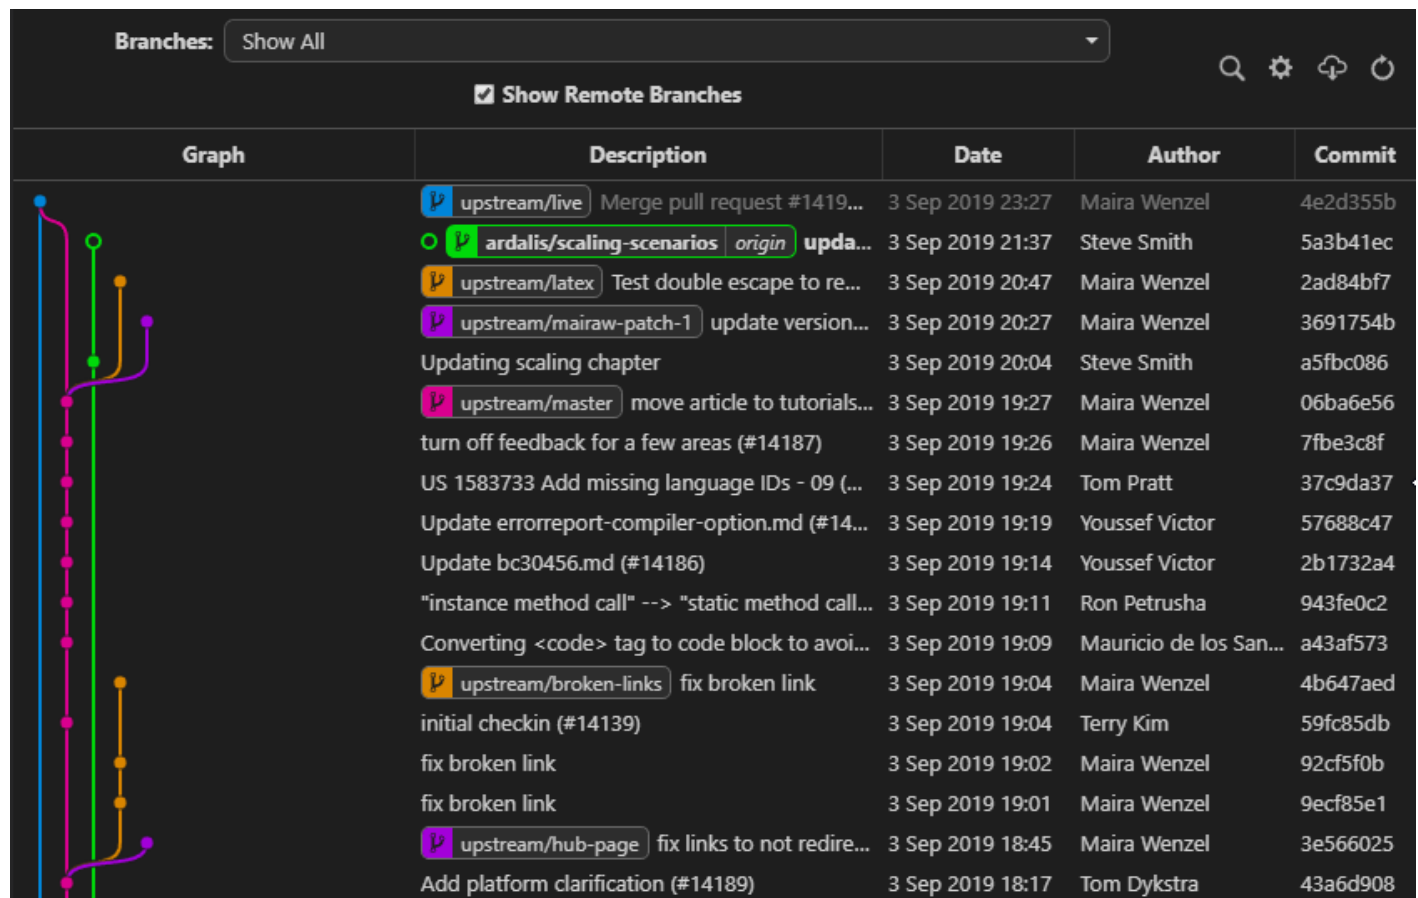 Branches: Show All
Show Remote Branches
Graph Description Date Author Commit
upstream/live Merge pull request #1419... 3 Sep 2019 23:27 Maira Wenzel 4e2d355b
ardalis/scaling-scenarios origin upda... 3 Sep 2019 21:37 Steve Smith 5a3b41ec
upstream/latex Test double escape to re... 3 Sep 2019 20:47 Maira Wenzel 2ad84bf7
upstream/mairaw-patch-1 update version... 3 Sep 2019 20:27 Maira Wenzel 3691754b
Updating scaling chapter 3 Sep 2019 20:04 Steve Smith a5fbc086
upstream/master move article to tutorials... 3 Sep 2019 19:27 Maira Wenzel 06ba6e56
turn off feedback for a few areas (#14187) 3 Sep 2019 19:26 Maira Wenzel 7fbe3c8f
US 1583733 Add missing language IDs - 09 (... 3 Sep 2019 19:24 Tom Pratt 37c9da37
Update errorreport-compiler-option.md (#14... 3 Sep 2019 19:19 Youssef Victor 57688c47
Update bc30456.md (#14186) 3 Sep 2019 19:14 Youssef Victor 2b1732a4
"instance method call" --> "static method call... 3 Sep 2019 19:11 Ron Petrusha 943fe0c2
Converting <code> tag to code block to avoi... 3 Sep 2019 19:09 Mauricio de los San... a43af573
upstream/broken-links fix broken link 3 Sep 2019 19:04 Maira Wenzel 4b647aed
initial checkin (#14139) 3 Sep 2019 19:04 Terry Kim 59fc85db
fix broken link 3 Sep 2019 19:02 Maira Wenzel 92cf5f0b
fix broken link 3 Sep 2019 19:01 Maira Wenzel 9ecf85e1
upstream/hub-page fix links to not redire... 3 Sep 2019 18:45 Maira Wenzel 3e566025
Add platform clarification (#14189) 3 Sep 2019 18:17 Tom Dykstra 43a6d908